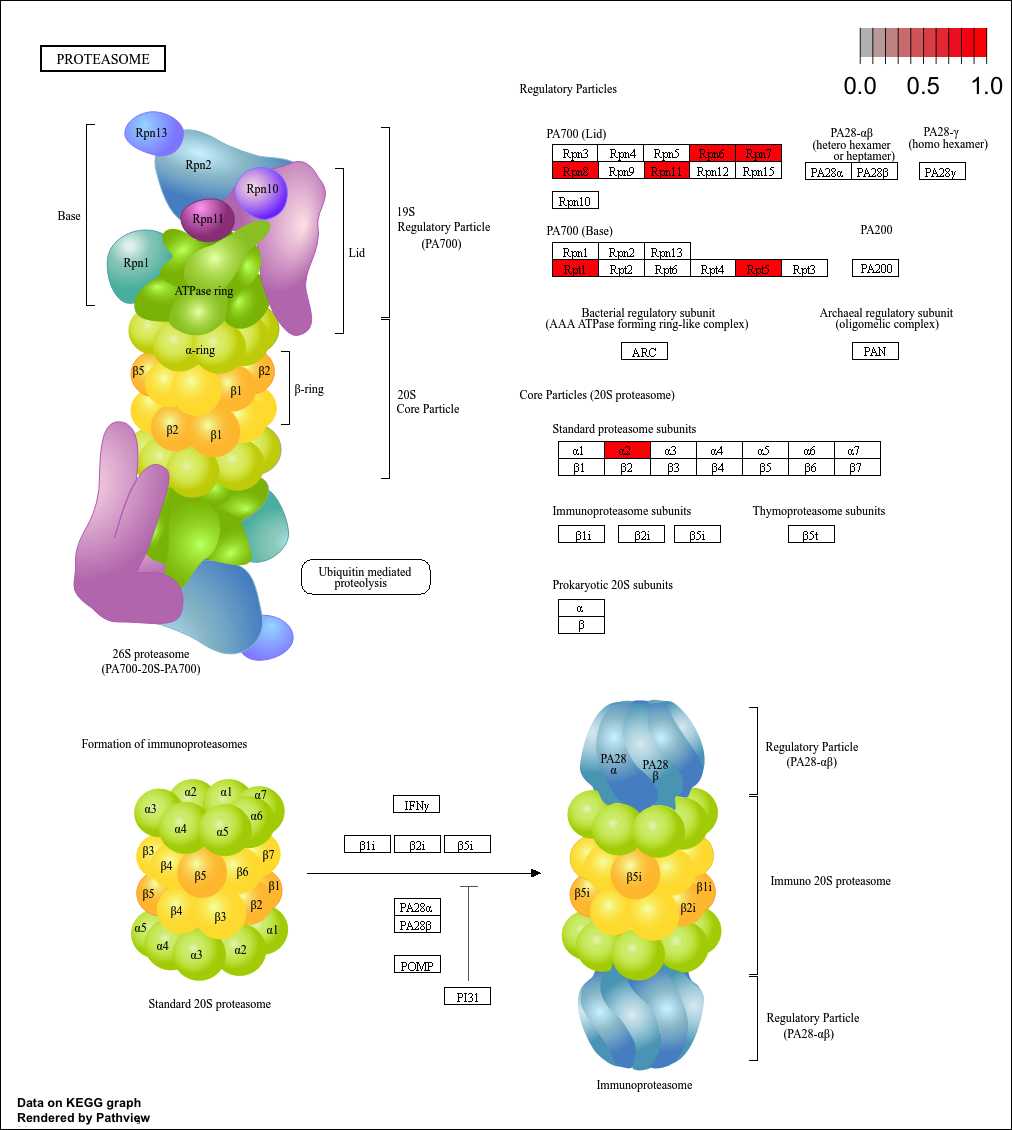 PROTEASOME
0.0 0.5 1.0
Rpn13
Rpn2
Rpn10
Rpn11
Rpn1
ATPase ring
Base
Lid
19S
Regulatory Particle
(PA700)
α-ring
β5
β2
β1
β2
β1
β-ring
20S
Core Particle
Ubiquitin mediated
proteolysis
26S proteasome
(PA700-20S-PA700)
Regulatory Particles
PA700 (Lid)
Rpn3 Rpn4 Rpn5 Rpn6 Rpn7
Rpn8 Rpn9 Rpn11 Rpn12 Rpn15
Rpn10
PA28-αβ
(hetero hexamer
or heptamer)
PA28α PA28β
PA28-γ
(homo hexamer)
PA28γ
PA700 (Base)
Rpn1 Rpn2 Rpn13
Rpt1 Rpt2 Rpt6 Rpt4 Rpt5 Rpt3
PA200
PA200
Bacterial regulatory subunit
(AAA ATPase forming ring-like complex)
ARC
Archaeal regulatory subunit
(oligomelic complex)
PAN
Core Particles (20S proteasome)
Standard proteasome subunits
α1 α2 α3 α4 α5 α6 α7
β1 β2 β3 β4 β5 β6 β7
Immunoproteasome subunits
β1i β2i β5i
Thymoproteasome subunits
β5t
Prokaryotic 20S subunits
α
β
Formation of immunoproteasomes
α2 α1 α7
α3 α6
α4 α5
β3 β7
β4 β5 β6
β5 β1
β4 β3 β2
α5 α1
α4 α3 α2
Standard 20S proteasome
IFNγ
β1i β2i β5i
PA28α
PA28β
POMP
PI31
PA28
α
PA28
β
β5i
β5i
β1i
β2i
Immunoproteasome
Regulatory Particle
(PA28-αβ)
Immuno 20S proteasome
Regulatory Particle
(PA28-αβ)
Data on KEGG graph
Rendered by Pathview